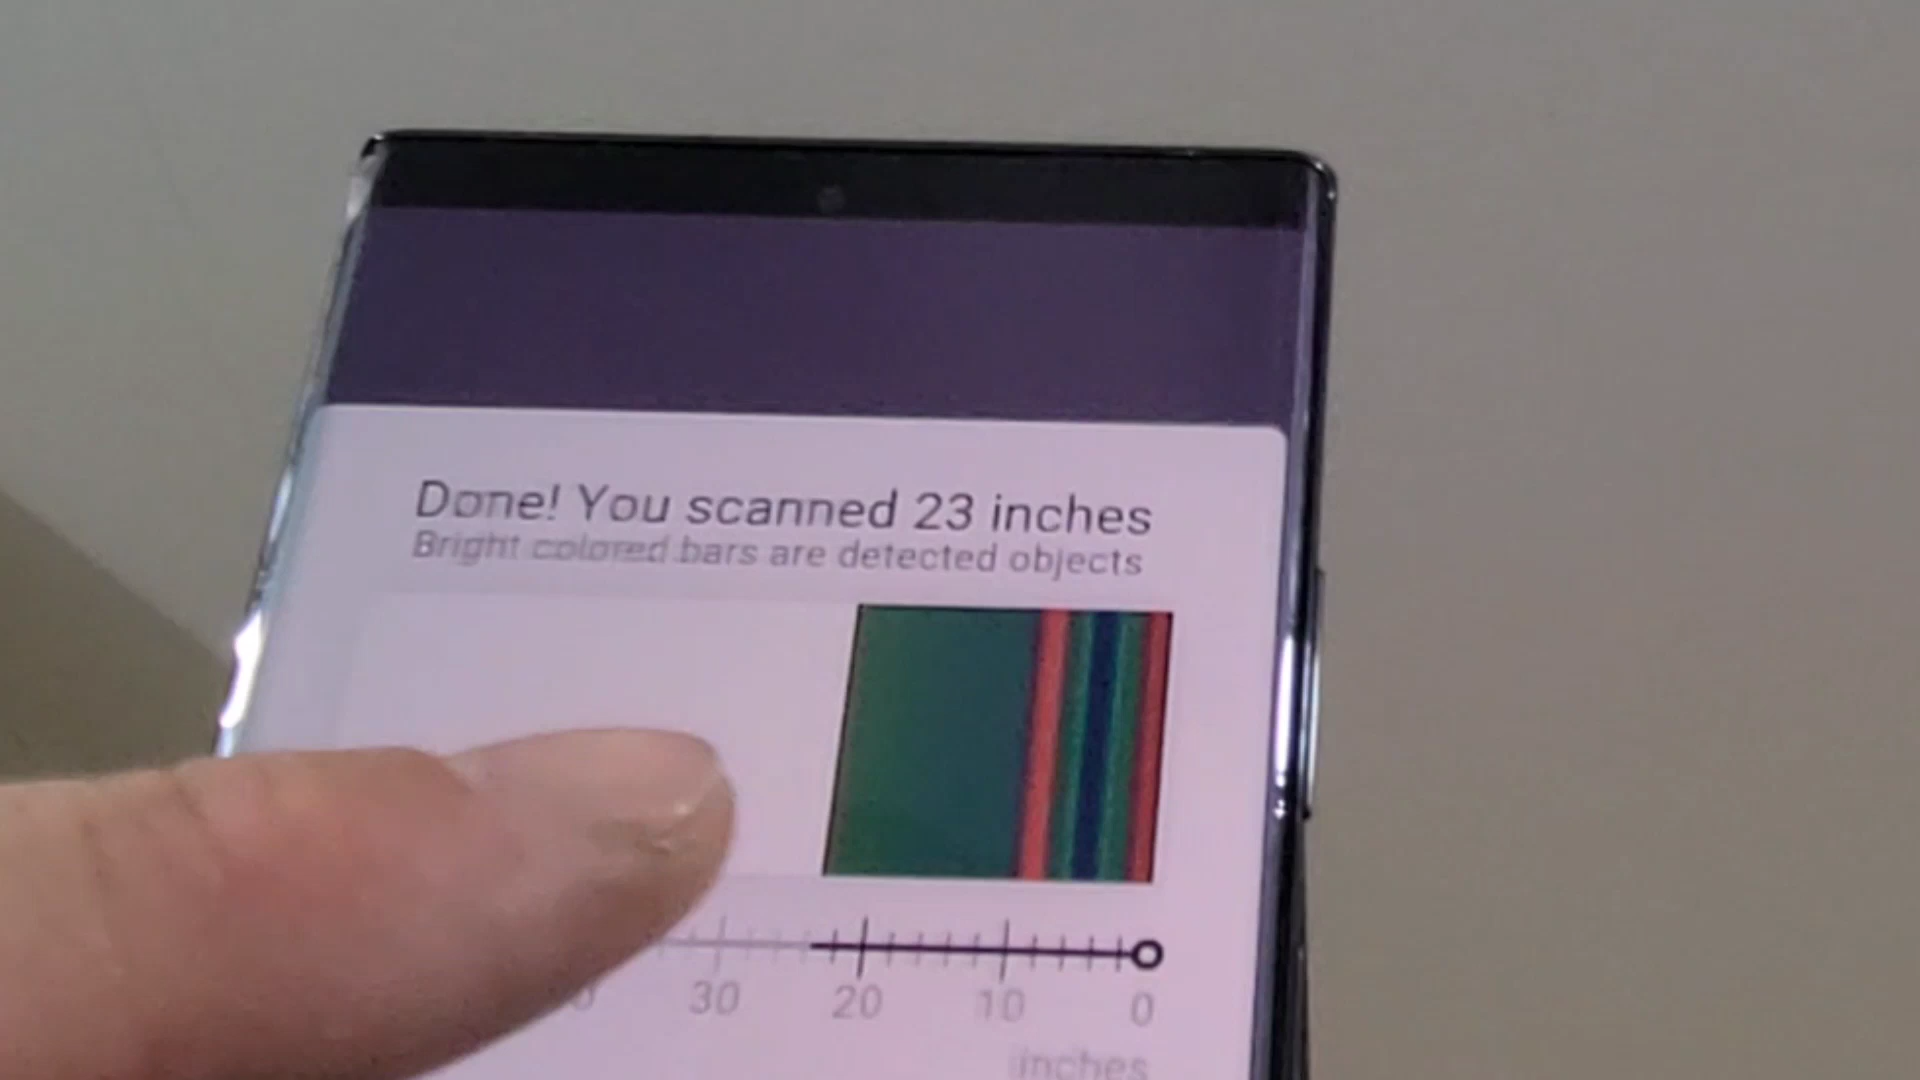 Done! You scanned 23 inches
Bright colored bars are detected objects
30 20 10 0
inches